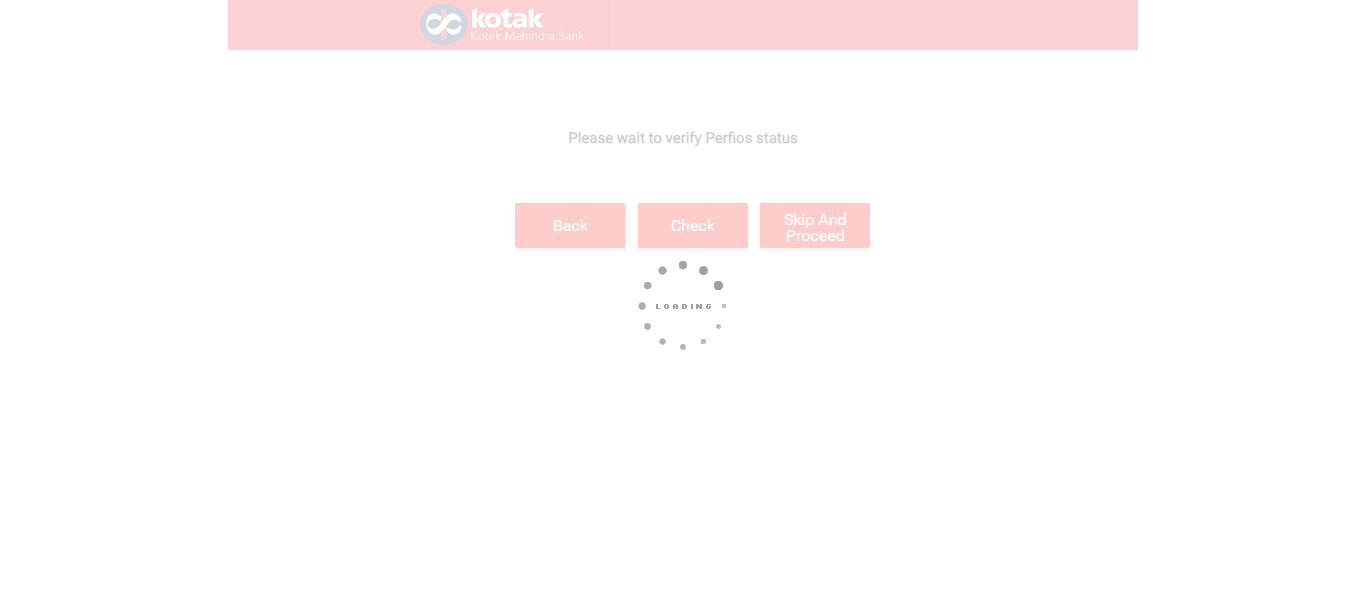 kotak
Kotak Mahindra Bank
Please wait to verify Perfios status
Back
Check
Skip And
Proceed
LOADING